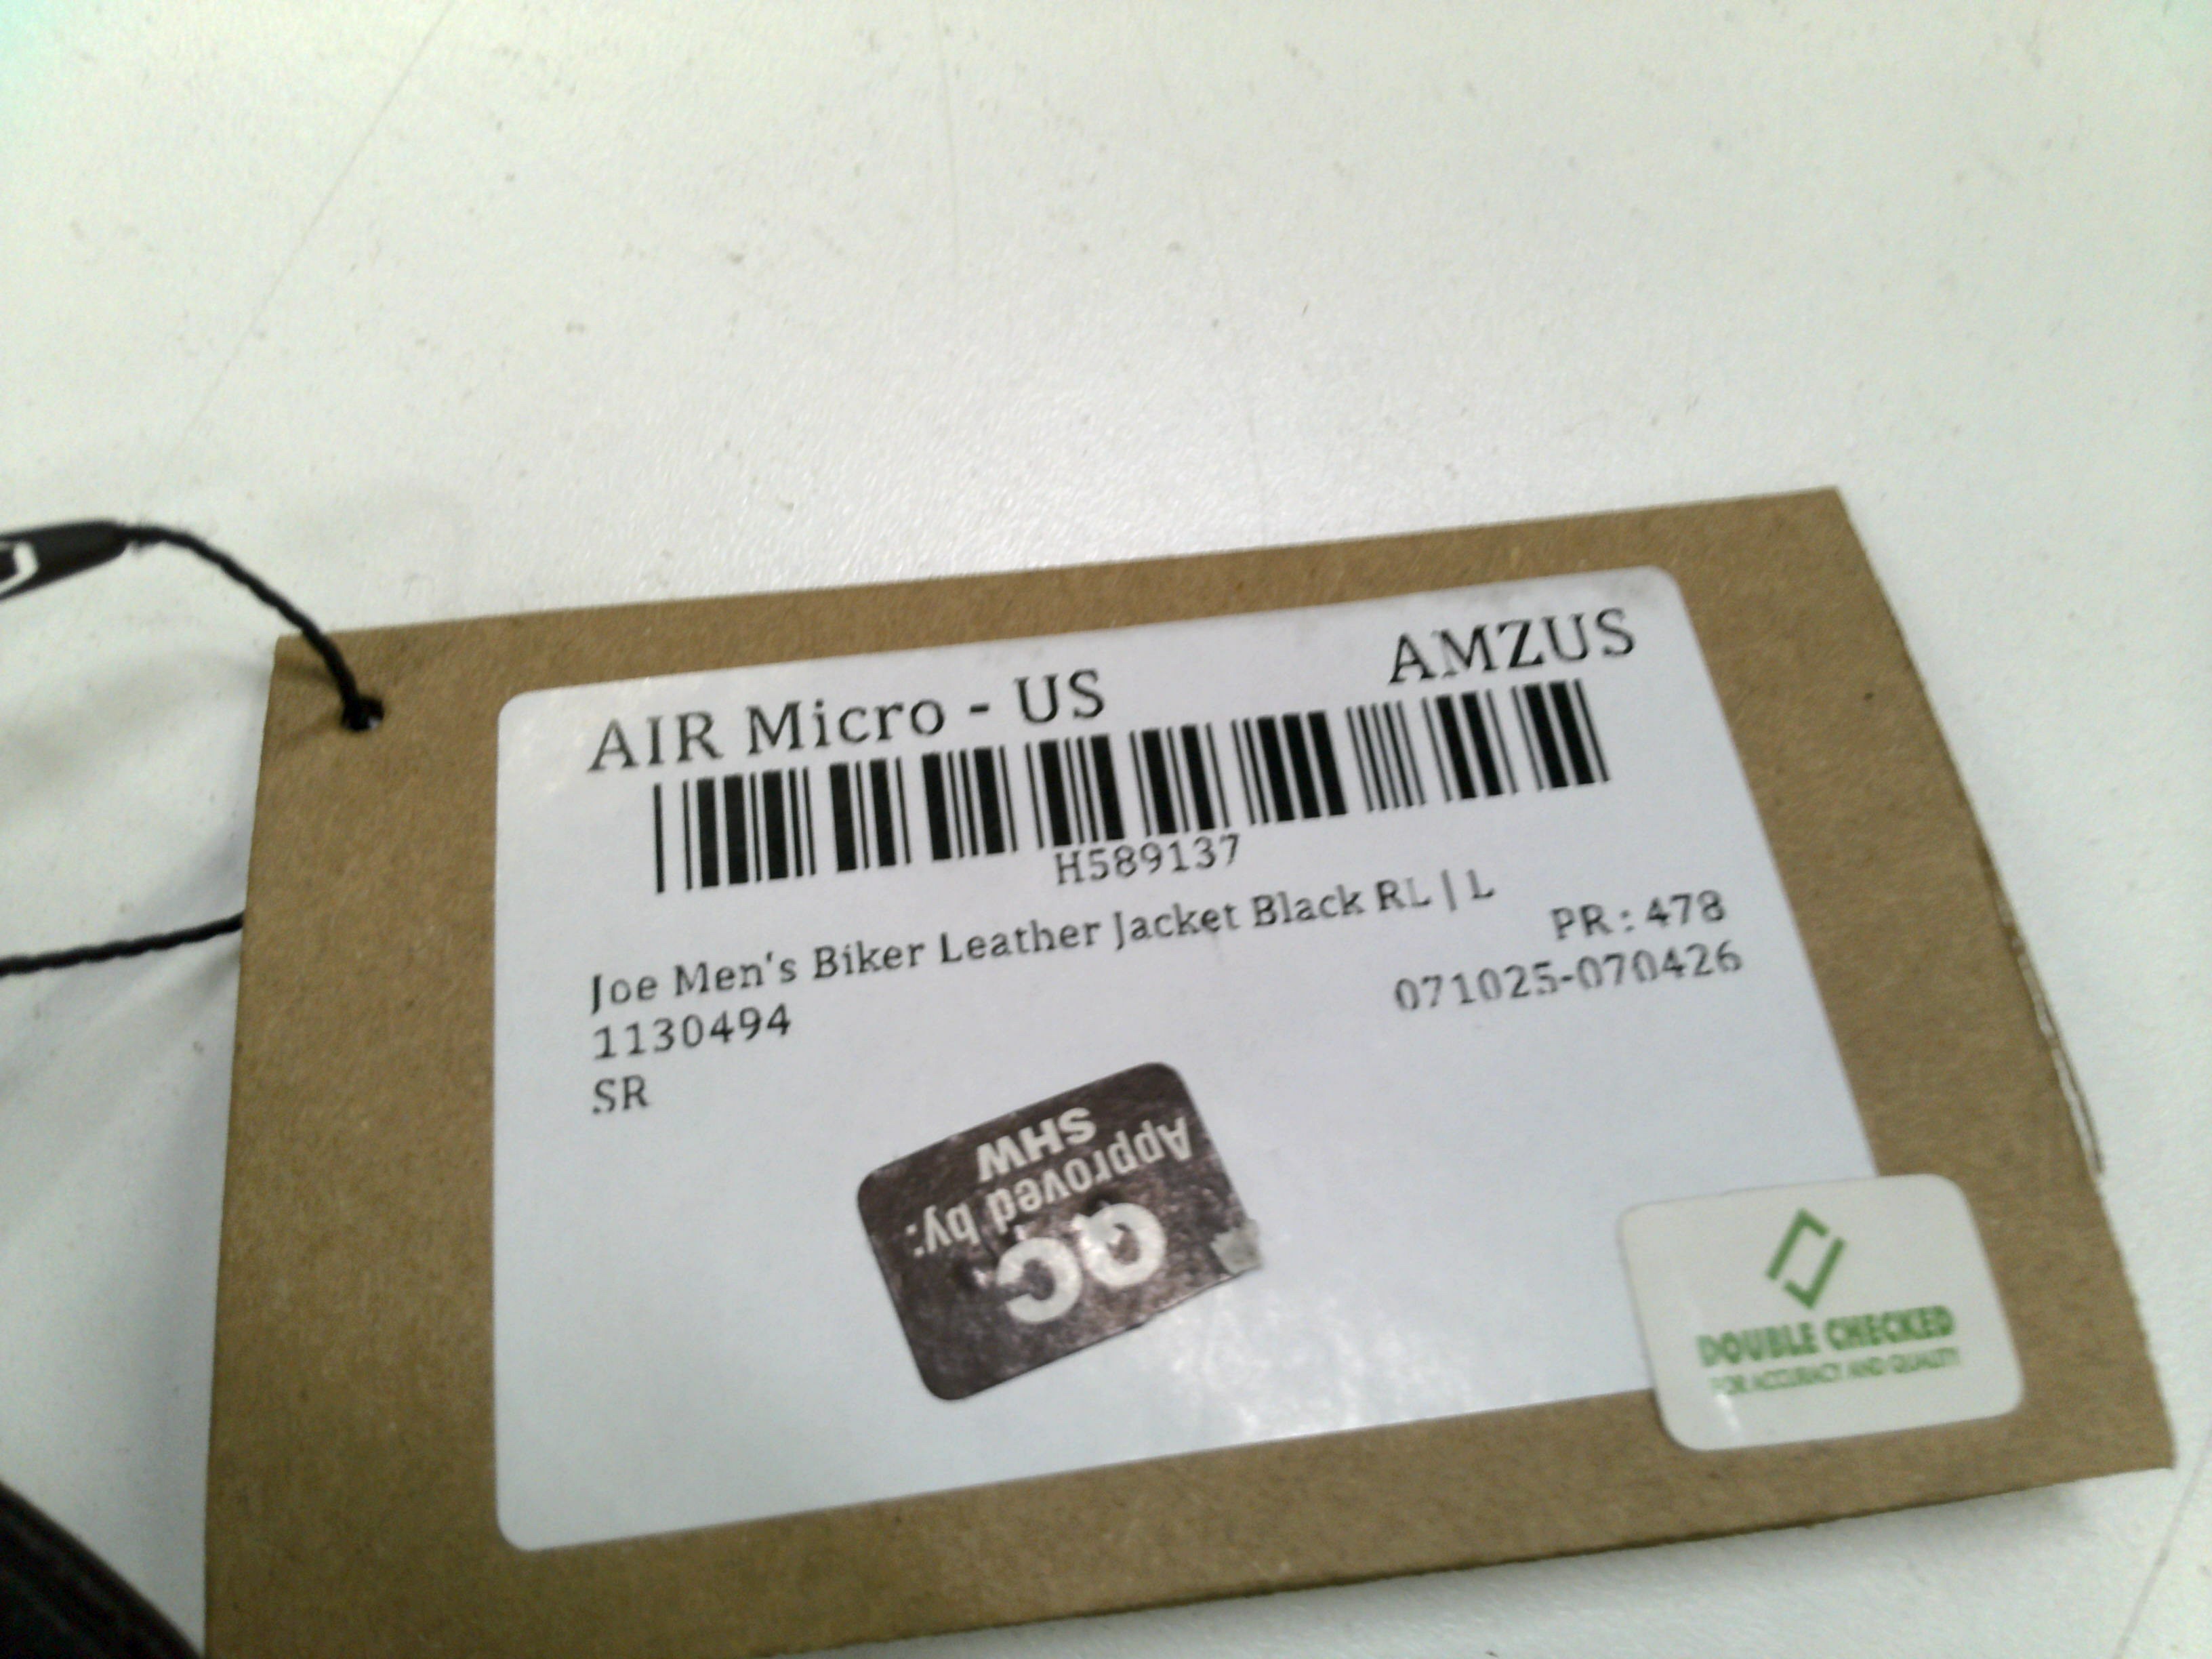 AIR Micro - US
AMZUS
H589137
Joe Men's Biker Leather Jacket Black RL | L
PR : 478
1130494
071025-070426
SR
QC
Approved by:
SHW
DOUBLE CHECKED
FOR ACCURACY AND QUALITY